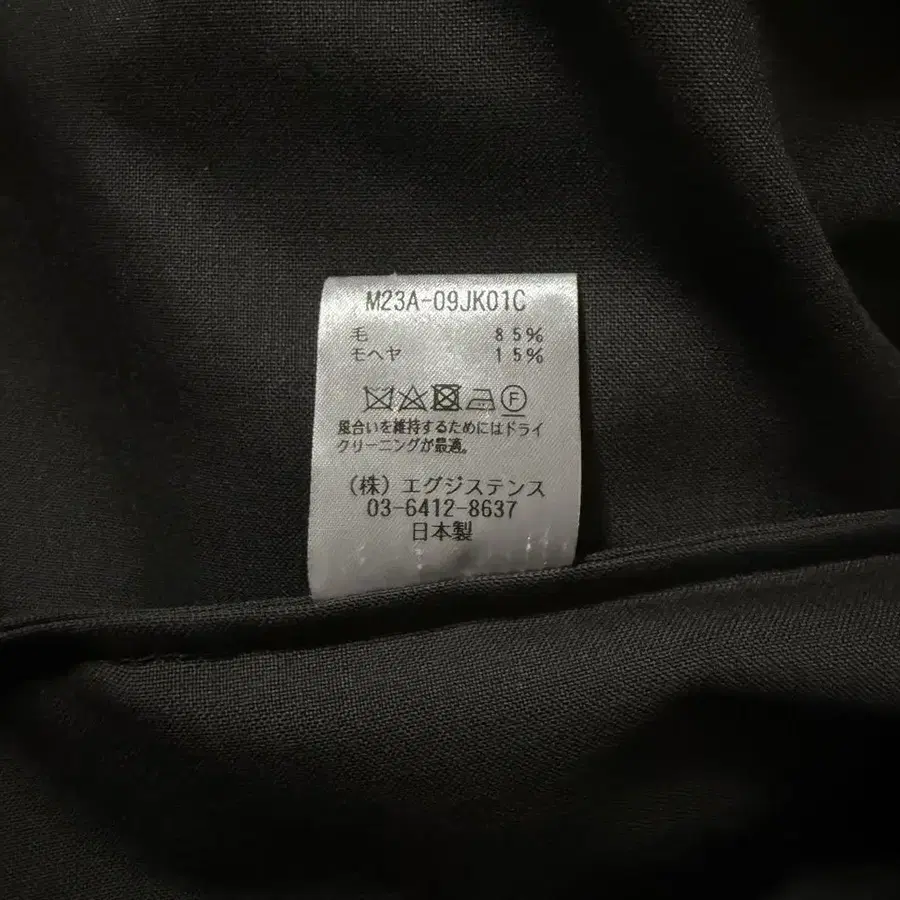 M23A-09JK01C
毛 85%
モヘヤ 15%
F
風合いを維持するためにはドライ
クリーニングが最適。
(株) エグジステンス
03-6412-8637
日本製